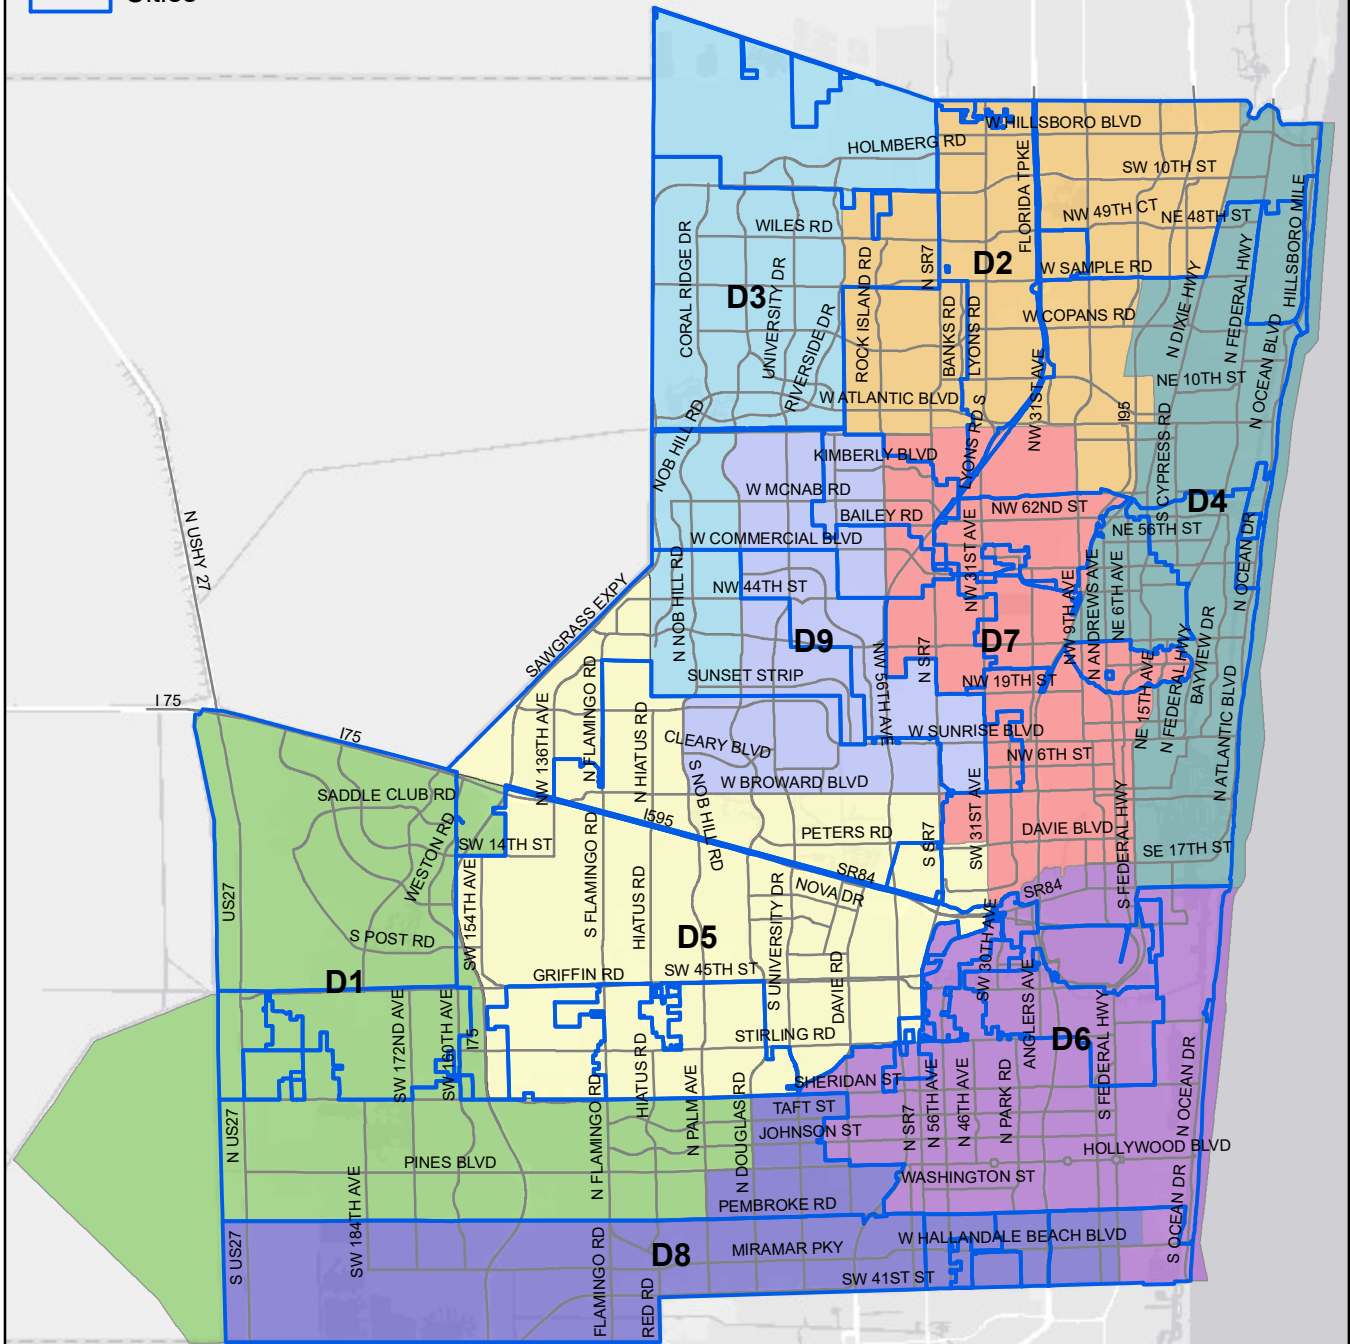 W HILLSBORO BLVD
HOLMBERG RD
SW 10TH ST
FLORIDA TPKE
NW 49TH CT
NE 48TH ST
HILLSBORO MILE
WILES RD
CORAL RIDGE DR
UNIVERSITY DR
ROCK ISLAND RD
N SR7
D2
W SAMPLE RD
N DIXIE HWY
N FEDERAL HWY
D3
RIVERSIDE DR
BANKS RD
LYONS RD
W COPANS RD
N OCEAN BLVD
NW 31ST AVE
NE 10TH ST
W ATLANTIC BLVD
I95
NOB HILL RD
LYONS RD S
S CYPRESS RD
KIMBERLY BLVD
W MCNAB RD
D4
BAILEY RD
NW 62ND ST
NE 56TH ST
N USHY 27
W COMMERCIAL BLVD
NW 31ST AVE
N OCEAN DR
NW 44TH ST
N NOB HILL RD
NW 9TH AVE
N ANDREWS AVE
NE 6TH AVE
SAWGRASS EXPY
D9
D7
N SR7
NW 56TH AVE
BAYVIEW DR
SUNSET STRIP
NW 19TH ST
NE 15TH AVE
N FEDERAL HWY
I 75
I75
NW 136TH AVE
N FLAMINGO RD
N HIATUS RD
CLEARY BLVD
W SUNRISE BLVD
N ATLANTIC BLVD
NW 6TH ST
S NOB HILL RD
W BROWARD BLVD
SADDLE CLUB RD
I595
PETERS RD
S SR7
SW 31ST AVE
DAVIE BLVD
S FEDERAL HWY
SW 14TH ST
WESTON RD
SE 17TH ST
SR84
SR84
NOVA DR
US27
SW 154TH AVE
S FLAMINGO RD
HIATUS RD
S UNIVERSITY DR
S POST RD
D5
SW 30TH AVE
GRIFFIN RD
SW 45TH ST
DAVIE RD
D1
ANGLERS AVE
SW 172ND AVE
SW 160TH AVE
I75
STIRLING RD
D6
S FEDERAL HWY
N OCEAN DR
HIATUS RD
SHERIDAN ST
N US27
N FLAMINGO RD
N PALM AVE
N DOUGLAS RD
TAFT ST
JOHNSON ST
N SR7
N 56TH AVE
N 46TH AVE
N PARK RD
HOLLYWOOD BLVD
PINES BLVD
WASHINGTON ST
SW 184TH AVE
PEMBROKE RD
S OCEAN DR
S US27
FLAMINGO RD
D8
MIRAMAR PKY
W HALLANDALE BEACH BLVD
RED RD
SW 41ST ST